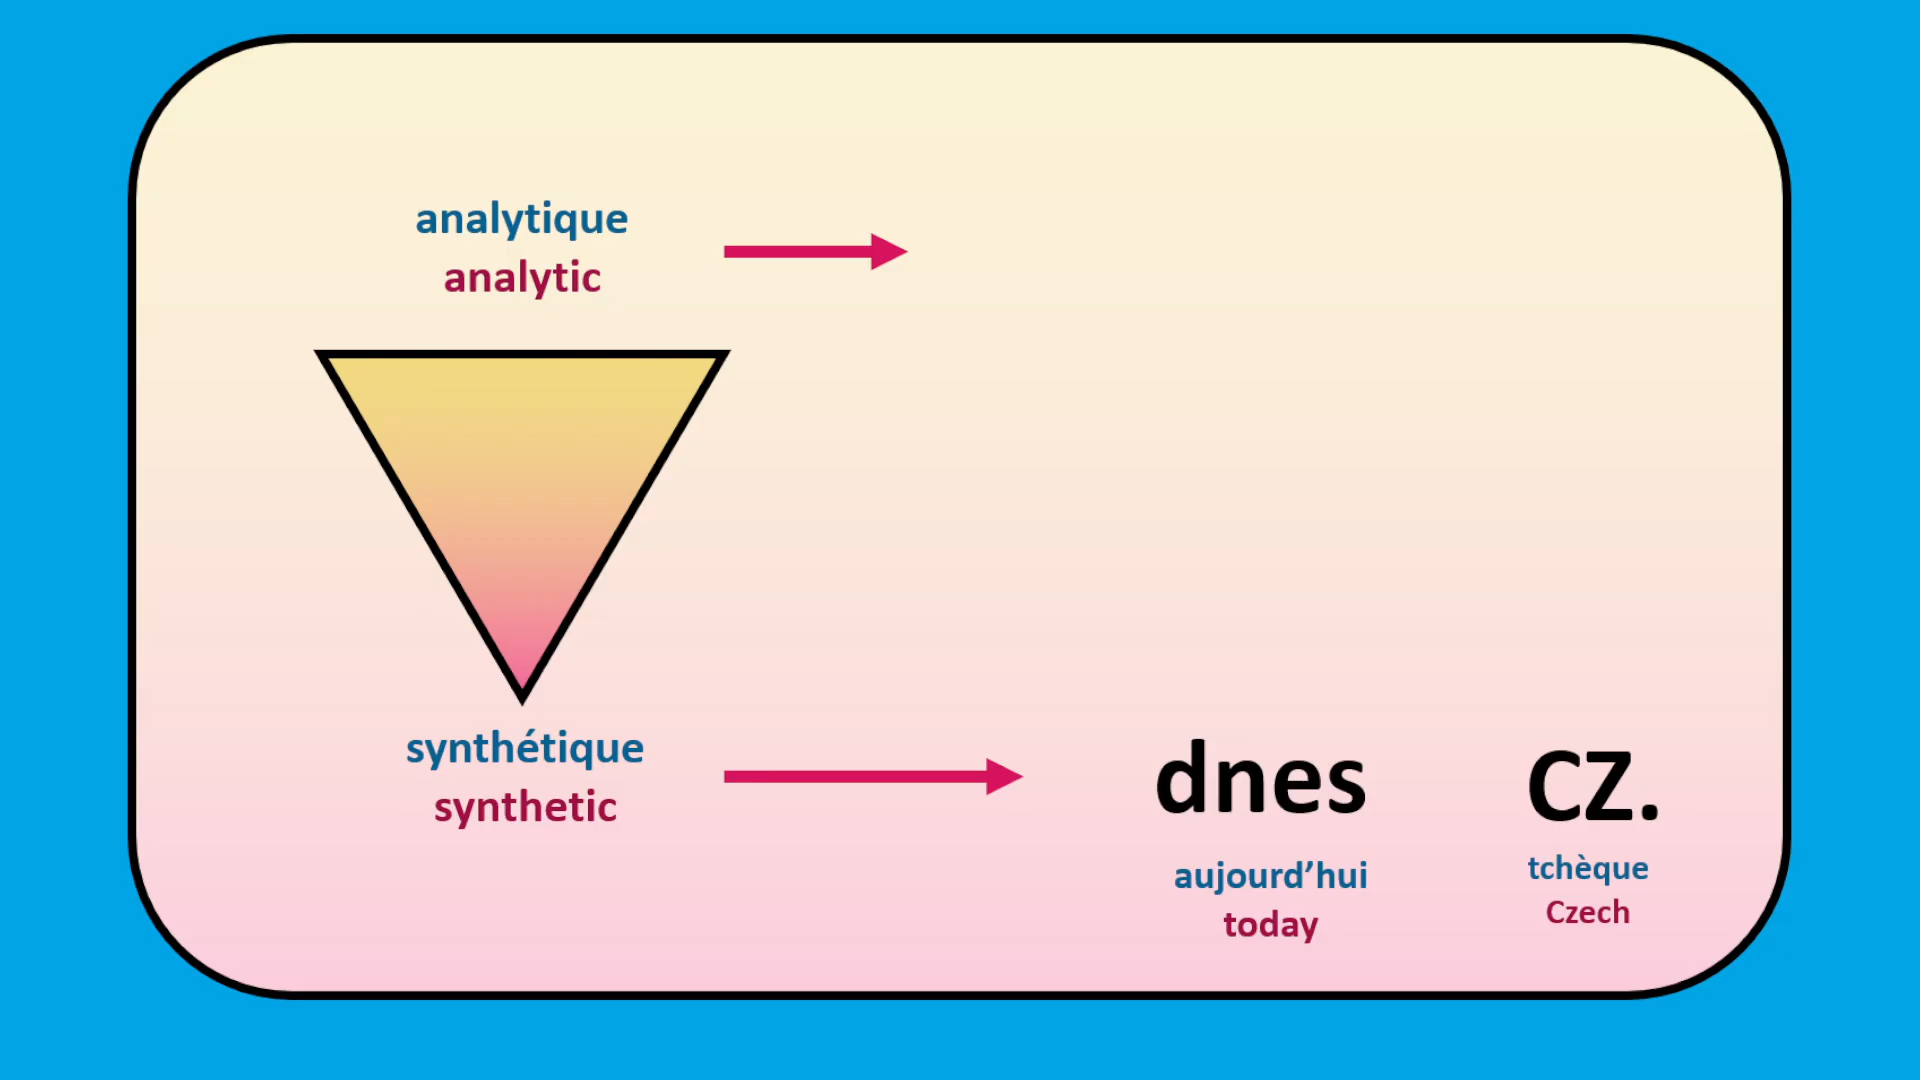 analytique
analytic
synthétique
synthetic
dnes
aujourd’hui
today
CZ.
tchèque
Czech